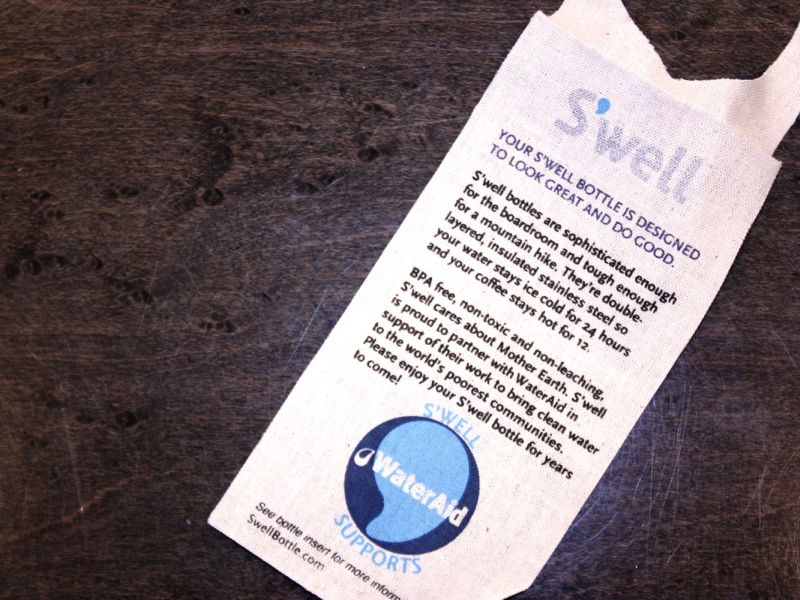 S'well
YOUR S'WELL BOTTLE IS DESIGNED
TO LOOK GREAT AND DO GOOD.
S'well bottles are sophisticated enough
for the boardroom and tough enough
for a mountain hike. They're double-
layered, insulated stainless steel so
your water stays ice cold for 24 hours
and your coffee stays hot for 12.
BPA free, non-toxic and non-leaching,
S'well cares about Mother Earth. S'well
is proud to partner with WaterAid in
support of their work to bring clean water
to the world's poorest communities.
Please enjoy your S'well bottle for years
to come!
S'WELL
WaterAid
SUPPORTS
See bottle insert for more
SwellBottle.com